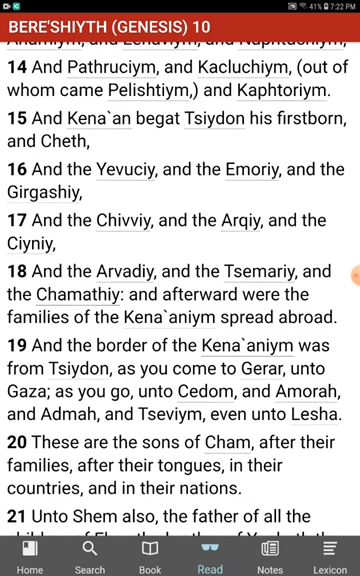 41% 7:22 PM
BERE'SHIYTH (GENESIS) 10
14 And Pathruciym, and Kacluchiym, (out of
whom came Pelishtiym,) and Kaphtoriym.
15 And Kena`an begat Tsiydon his firstborn,
and Cheth,
16 And the Yevuciy, and the Emoriy, and the
Girgashiy,
17 And the Chivviy, and the Arqiy, and the
Ciyniy,
18 And the Arvadiy, and the Tsemariy, and
the Chamathiy: and afterward were the
families of the Kena`aniym spread abroad.
19 And the border of the Kena`aniym was
from Tsiydon, as you come to Gerar, unto
Gaza; as you go, unto Cedom, and Amorah,
and Admah, and Tseviym, even unto Lesha.
20 These are the sons of Cham, after their
families, after their tongues, in their
countries, and in their nations.
21 Unto Shem also, the father of all the
Home Search Book Read Notes Lexicon